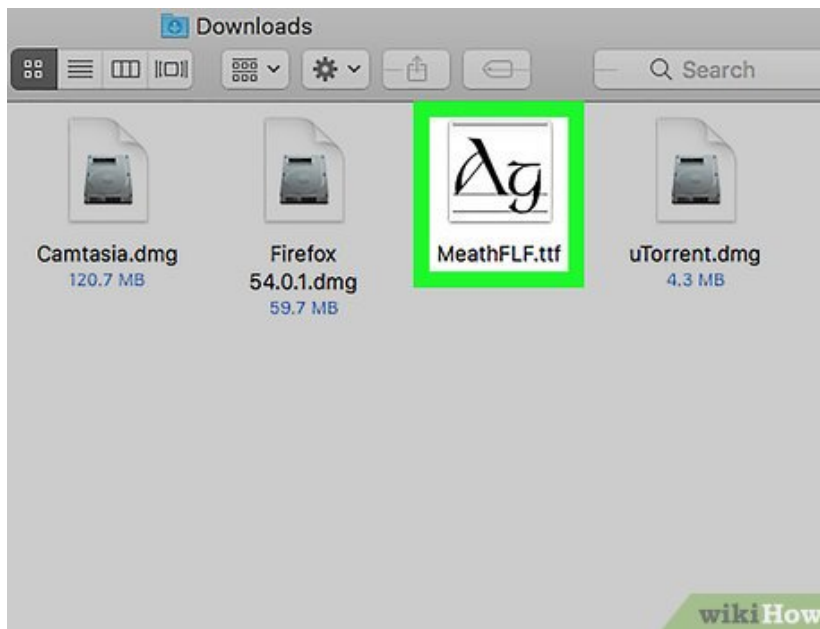 Downloads
Search
Ag
Camtasia.dmg
120.7 MB
Firefox
54.0.1.dmg
59.7 MB
MeathFLF.ttf
uTorrent.dmg
4.3 MB
wikiHow